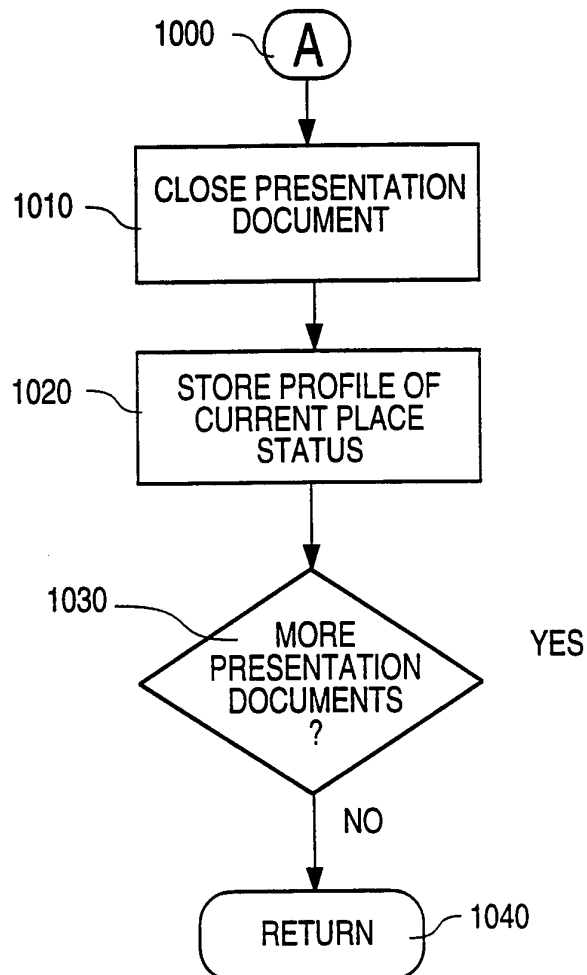 1000
A
1010
CLOSE PRESENTATION
DOCUMENT
1020
STORE PROFILE OF
CURRENT PLACE
STATUS
1030
MORE
PRESENTATION
DOCUMENTS
?
YES
NO
RETURN
1040